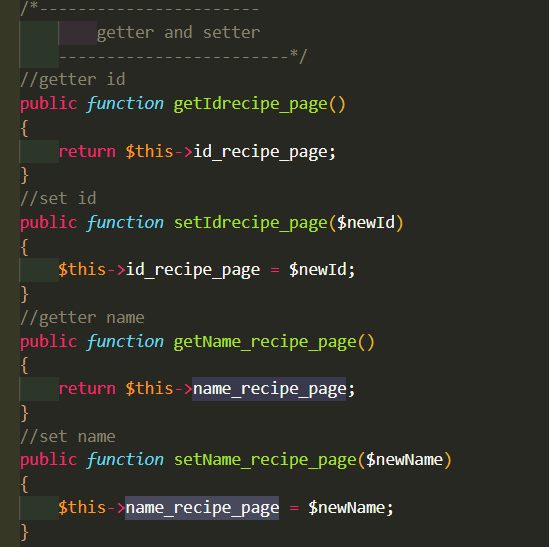 /*-----------------------
getter and setter
------------------------*/
//getter id
public function getIdrecipe_page()
{
return $this->id_recipe_page;
}
//set id
public function setIdrecipe_page($newId)
{
$this->id_recipe_page = $newId;
}
//getter name
public function getName_recipe_page()
{
return $this->name_recipe_page;
}
//set name
public function setName_recipe_page($newName)
{
$this->name_recipe_page = $newName;
}